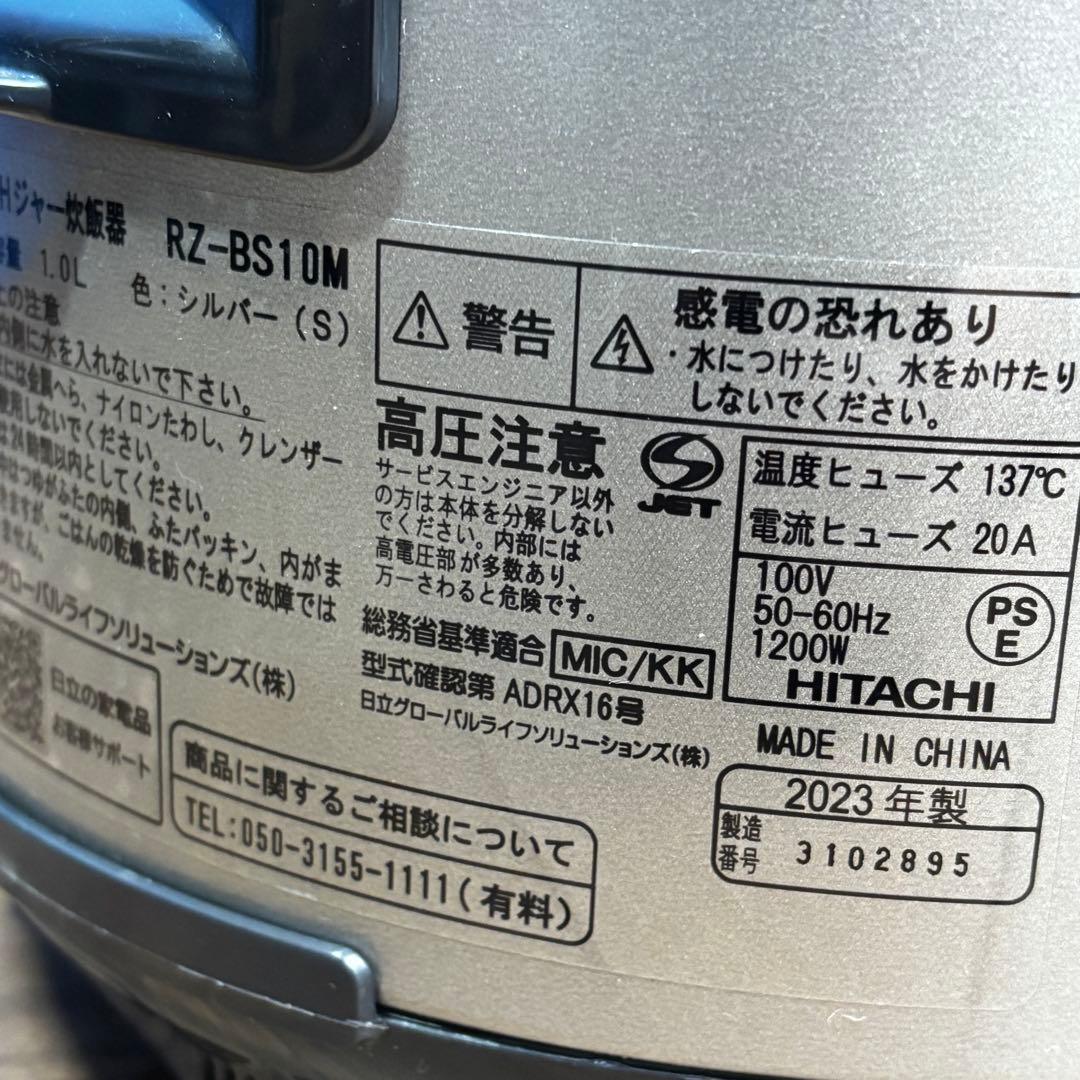 Hジャー炊飯器 RZ-BS10M
容量 1.0L 色:シルバー(S)
上の注意
内側に水を入れないで下さい。
には金属へら、ナイロンたわし、クレンザー
使用しないでください。
は24時間以内としてください。
中はつゆがふたの内側、ふたパッキン、内がま
きますが、ごはんの乾燥を防ぐためで故障では
ません。
グローバルライフソリューションズ(株)
日立の家電品
お客様サポート
警告
感電の恐れあり
・水につけたり、水をかけたり
しないでください。
高圧注意
サービスエンジニア以外
の方は本体を分解しない
でください。内部には
高電圧部が多数あり、
万一さわると危険です。
JET
温度ヒューズ 137℃
電流ヒューズ 20A
100V
50-60Hz
1200W
PS
E
HITACHI
総務省基準適合 MIC/KK
型式確認第 ADRX16号
日立グローバルライフソリューションズ(株)
MADE IN CHINA
商品に関するご相談について
TEL:050-3155-1111(有料)
2023年製
製造
番号 3102895